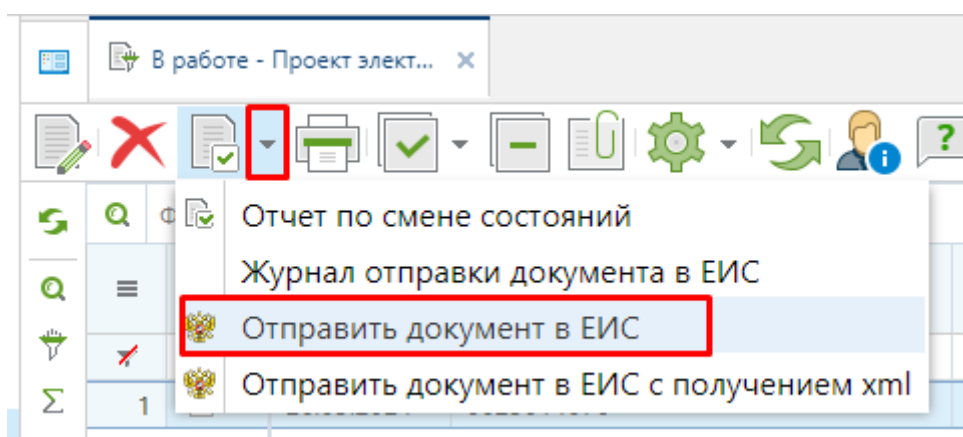 В работе - Проект элект...
?
i
Ф
Отчет по смене состояний
Журнал отправки документа в ЕИС
Отправить документ в ЕИС
Отправить документ в ЕИС с получением xml
Σ
1